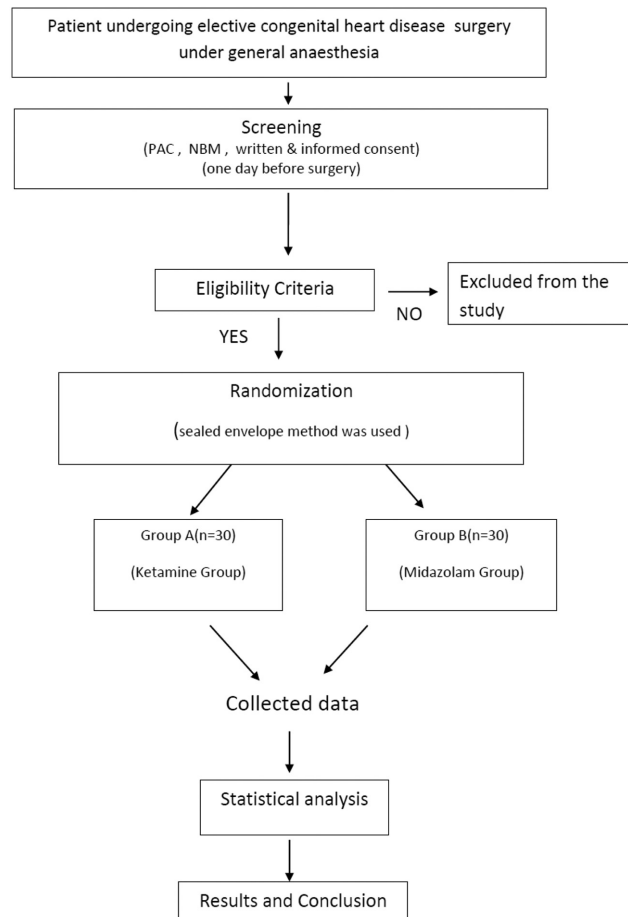 Patient undergoing elective congenital heart disease surgery
under general anaesthesia
Screening
(PAC , NBM , written & informed consent)
(one day before surgery)
Eligibility Criteria
Excluded from the
study
NO
YES
Randomization
(sealed envelope method was used )
Group A(n=30)
(Ketamine Group)
Group B(n=30)
(Midazolam Group)
Collected data
Statistical analysis
Results and Conclusion